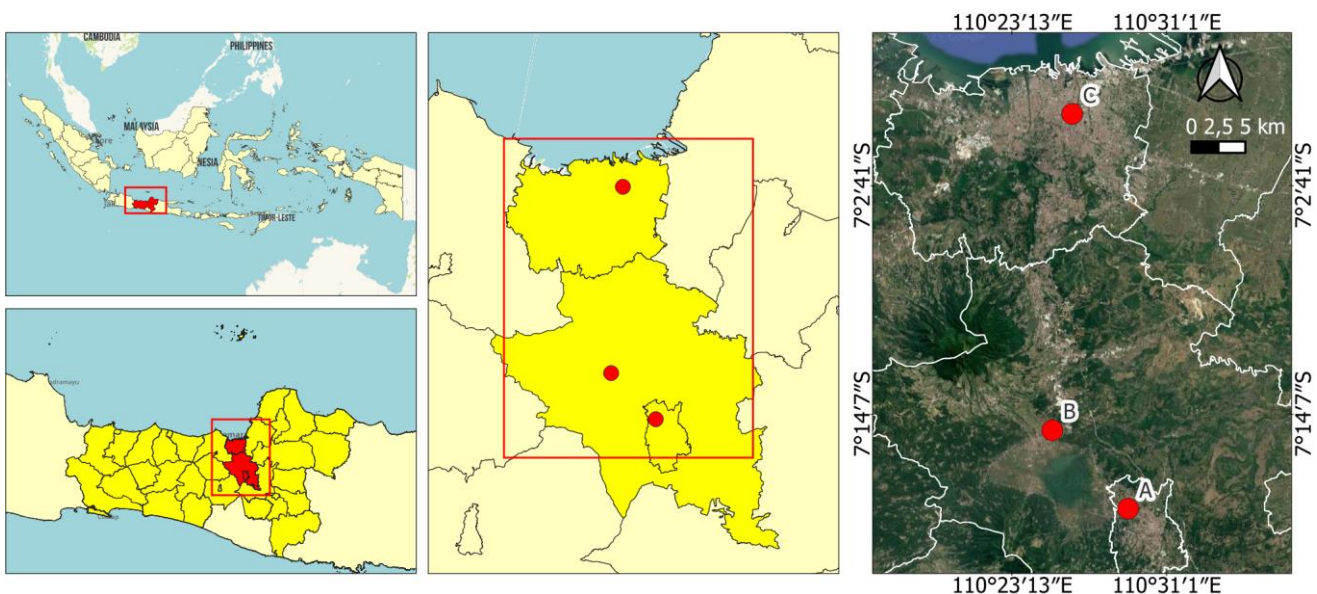 CAMBODIA
PHILIPPINES
MALAYSIA
NESIA
TIMOR-LESTE
110°23′13″E 110°31′1″E
C
0 2,5 5 km
7°2′41″S
7°2′41″S
B
7°14′7″S
7°14′7″S
A
110°23′13″E 110°31′1″E